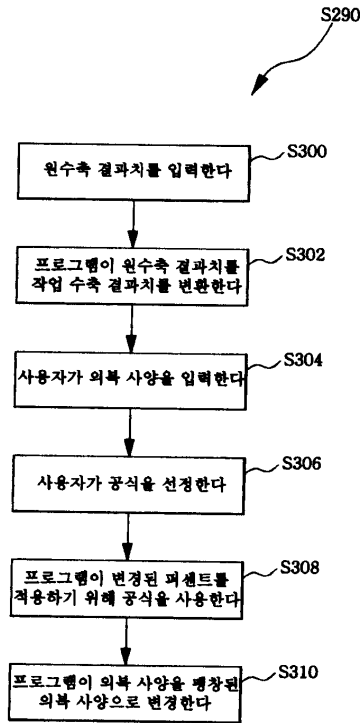 S290
원수축 결과치를 입력한다
S300
프로그램이 원수축 결과치를
작업 수축 결과치를 변환한다
S302
사용자가 의복 사양을 입력한다
S304
사용자가 공식을 선정한다
S306
프로그램이 변경된 퍼센트를
적용하기 위해 공식을 사용한다
S308
프로그램이 의복 사양을 팽창된
의복 사양으로 변경한다
S310